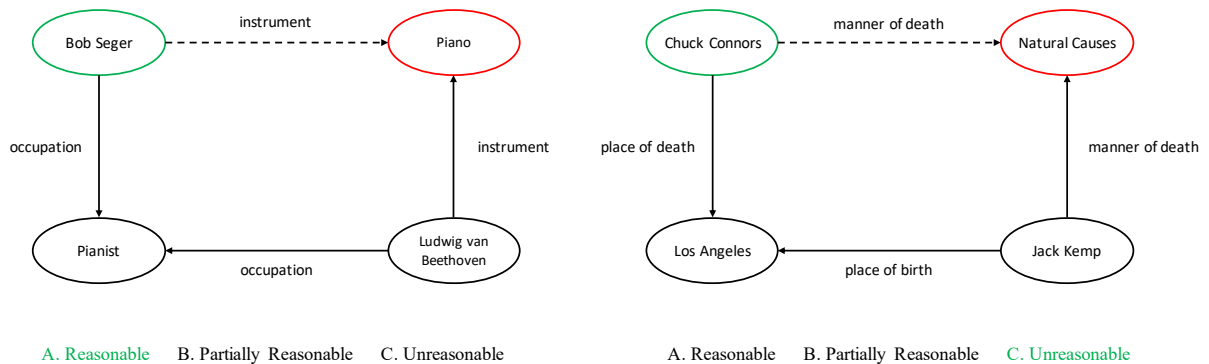 instrument
Bob Seger
Piano
occupation
instrument
Pianist
Ludwig van
Beethoven
occupation
A. Reasonable B. Partially Reasonable C. Unreasonable
manner of death
Chuck Connors
Natural Causes
place of death
manner of death
Los Angeles
Jack Kemp
place of birth
A. Reasonable B. Partially Reasonable C. Unreasonable